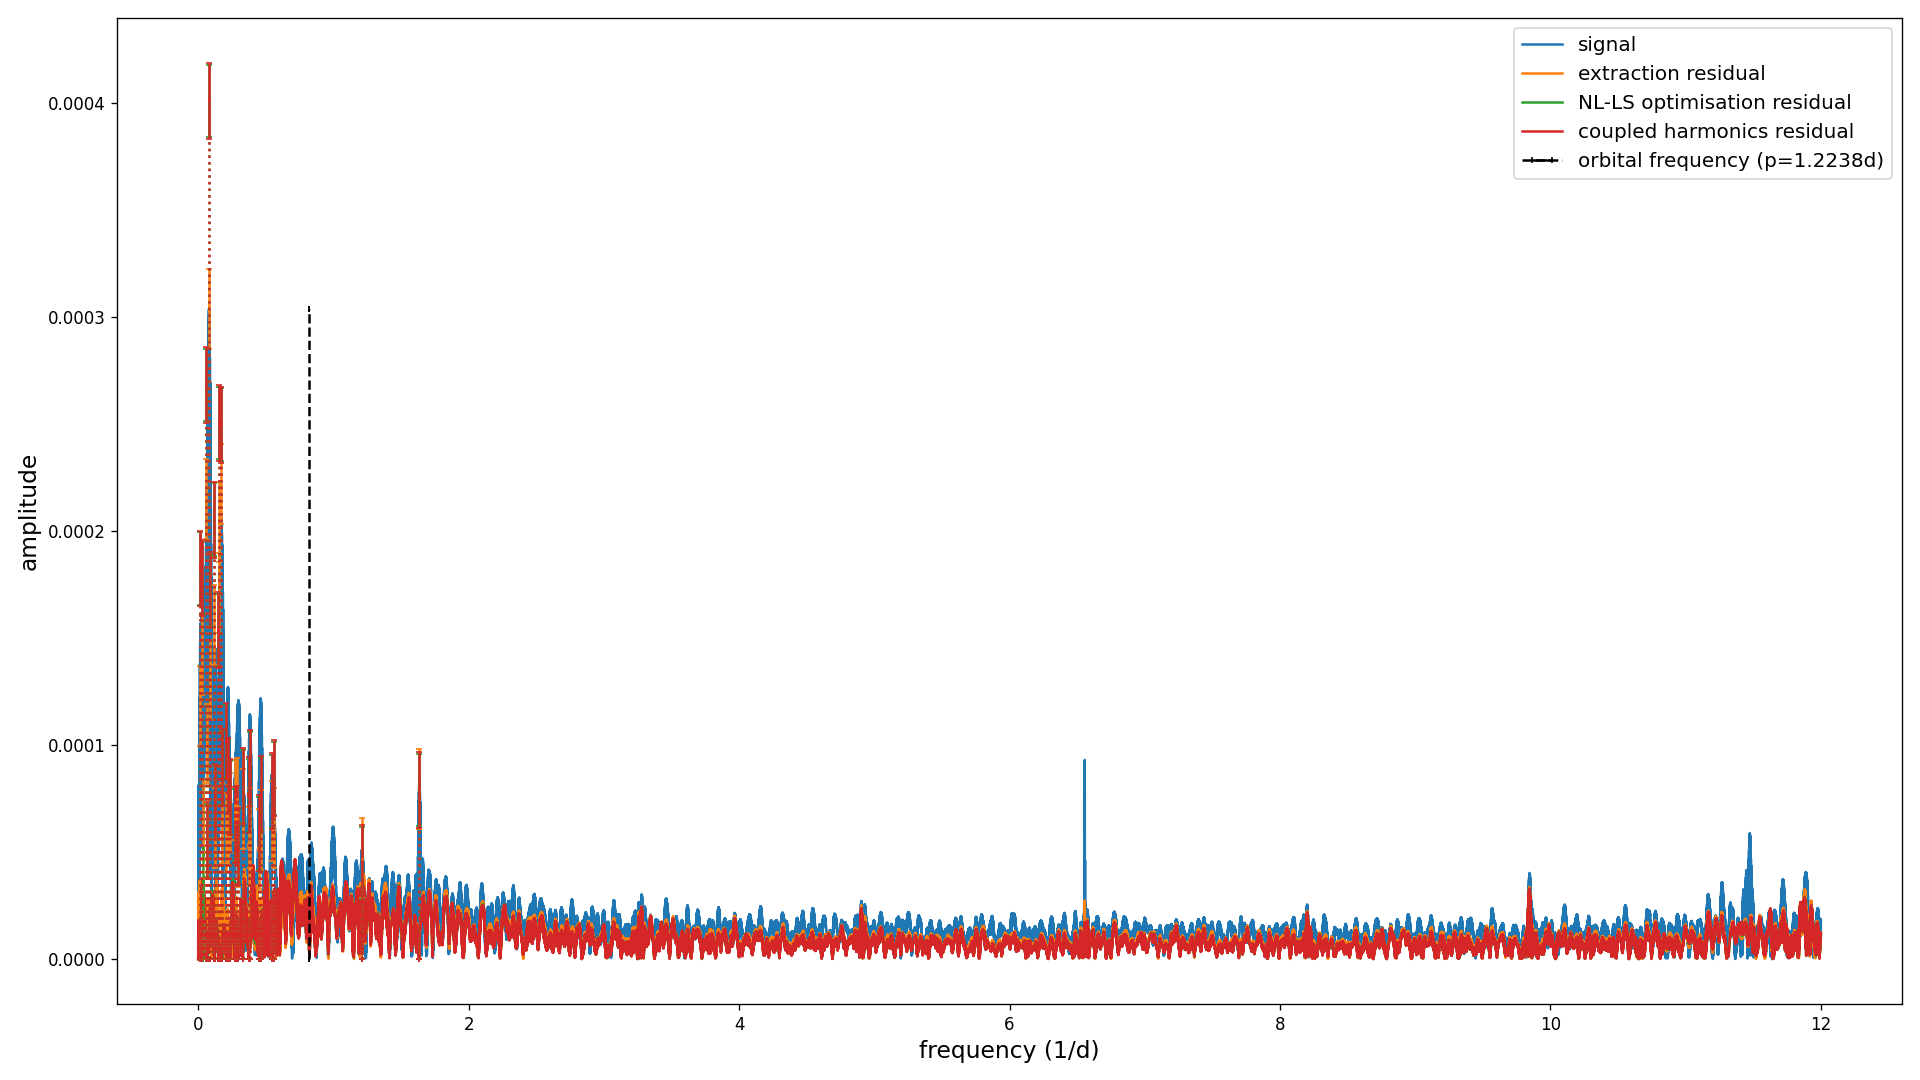 signal
extraction residual
NL-LS optimisation residual
coupled harmonics residual
orbital frequency (p=1.2238d)
amplitude
0.0004
0.0003
0.0002
0.0001
0.0000
0 2 4 6 8 10 12
frequency (1/d)